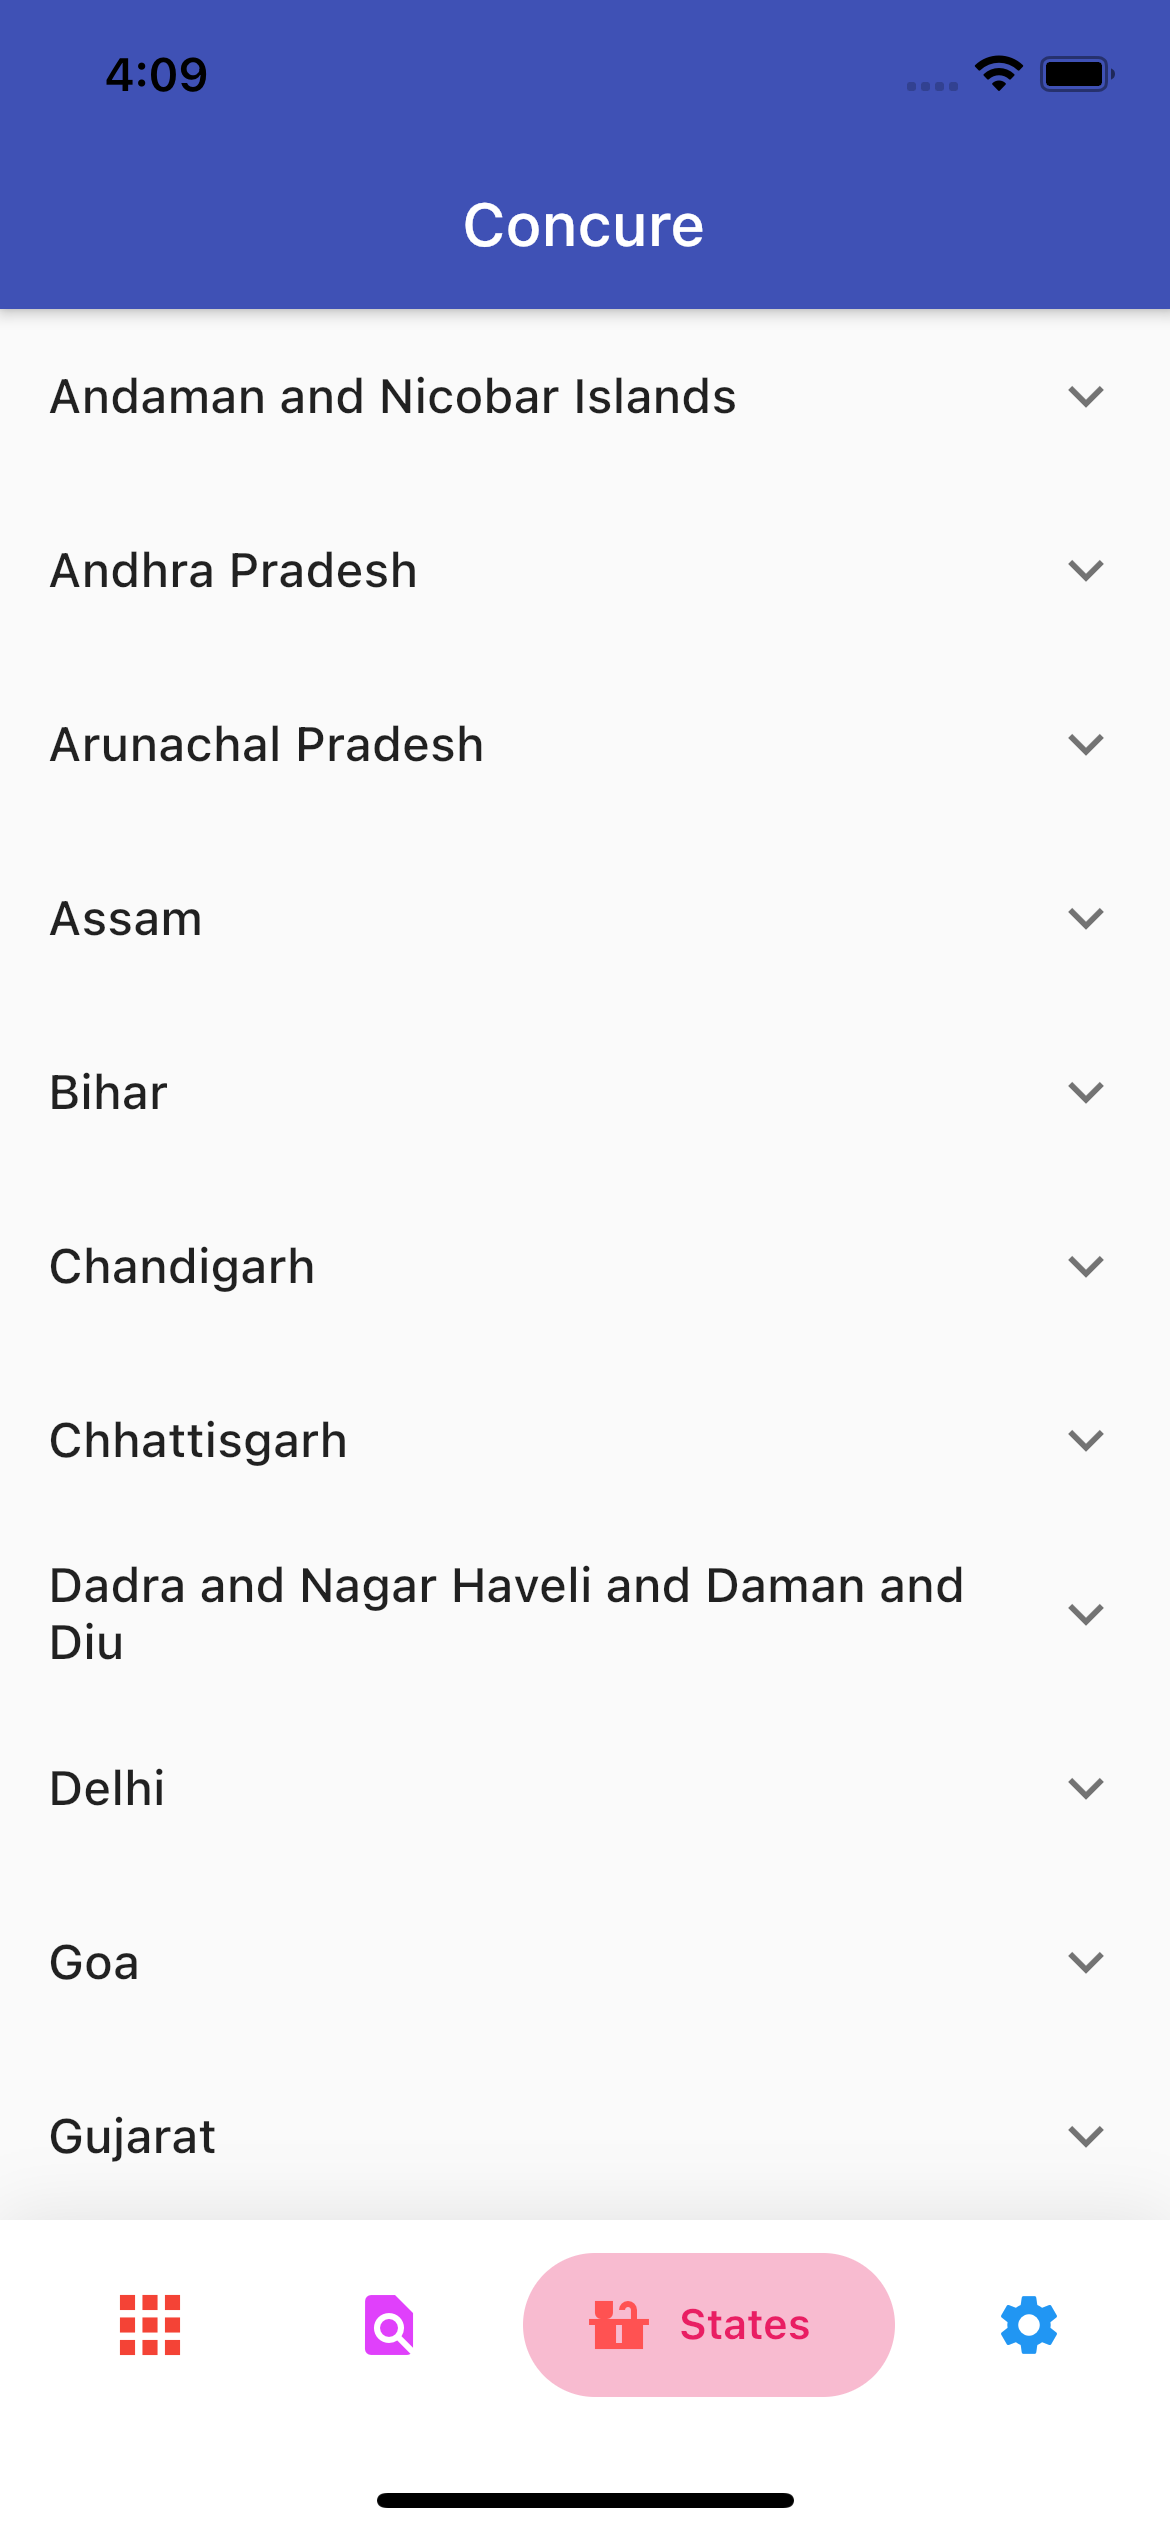 4:09
Concure
Andaman and Nicobar Islands
Andhra Pradesh
Arunachal Pradesh
Assam
Bihar
Chandigarh
Chhattisgarh
Dadra and Nagar Haveli and Daman and
Diu
Delhi
Goa
Gujarat
States